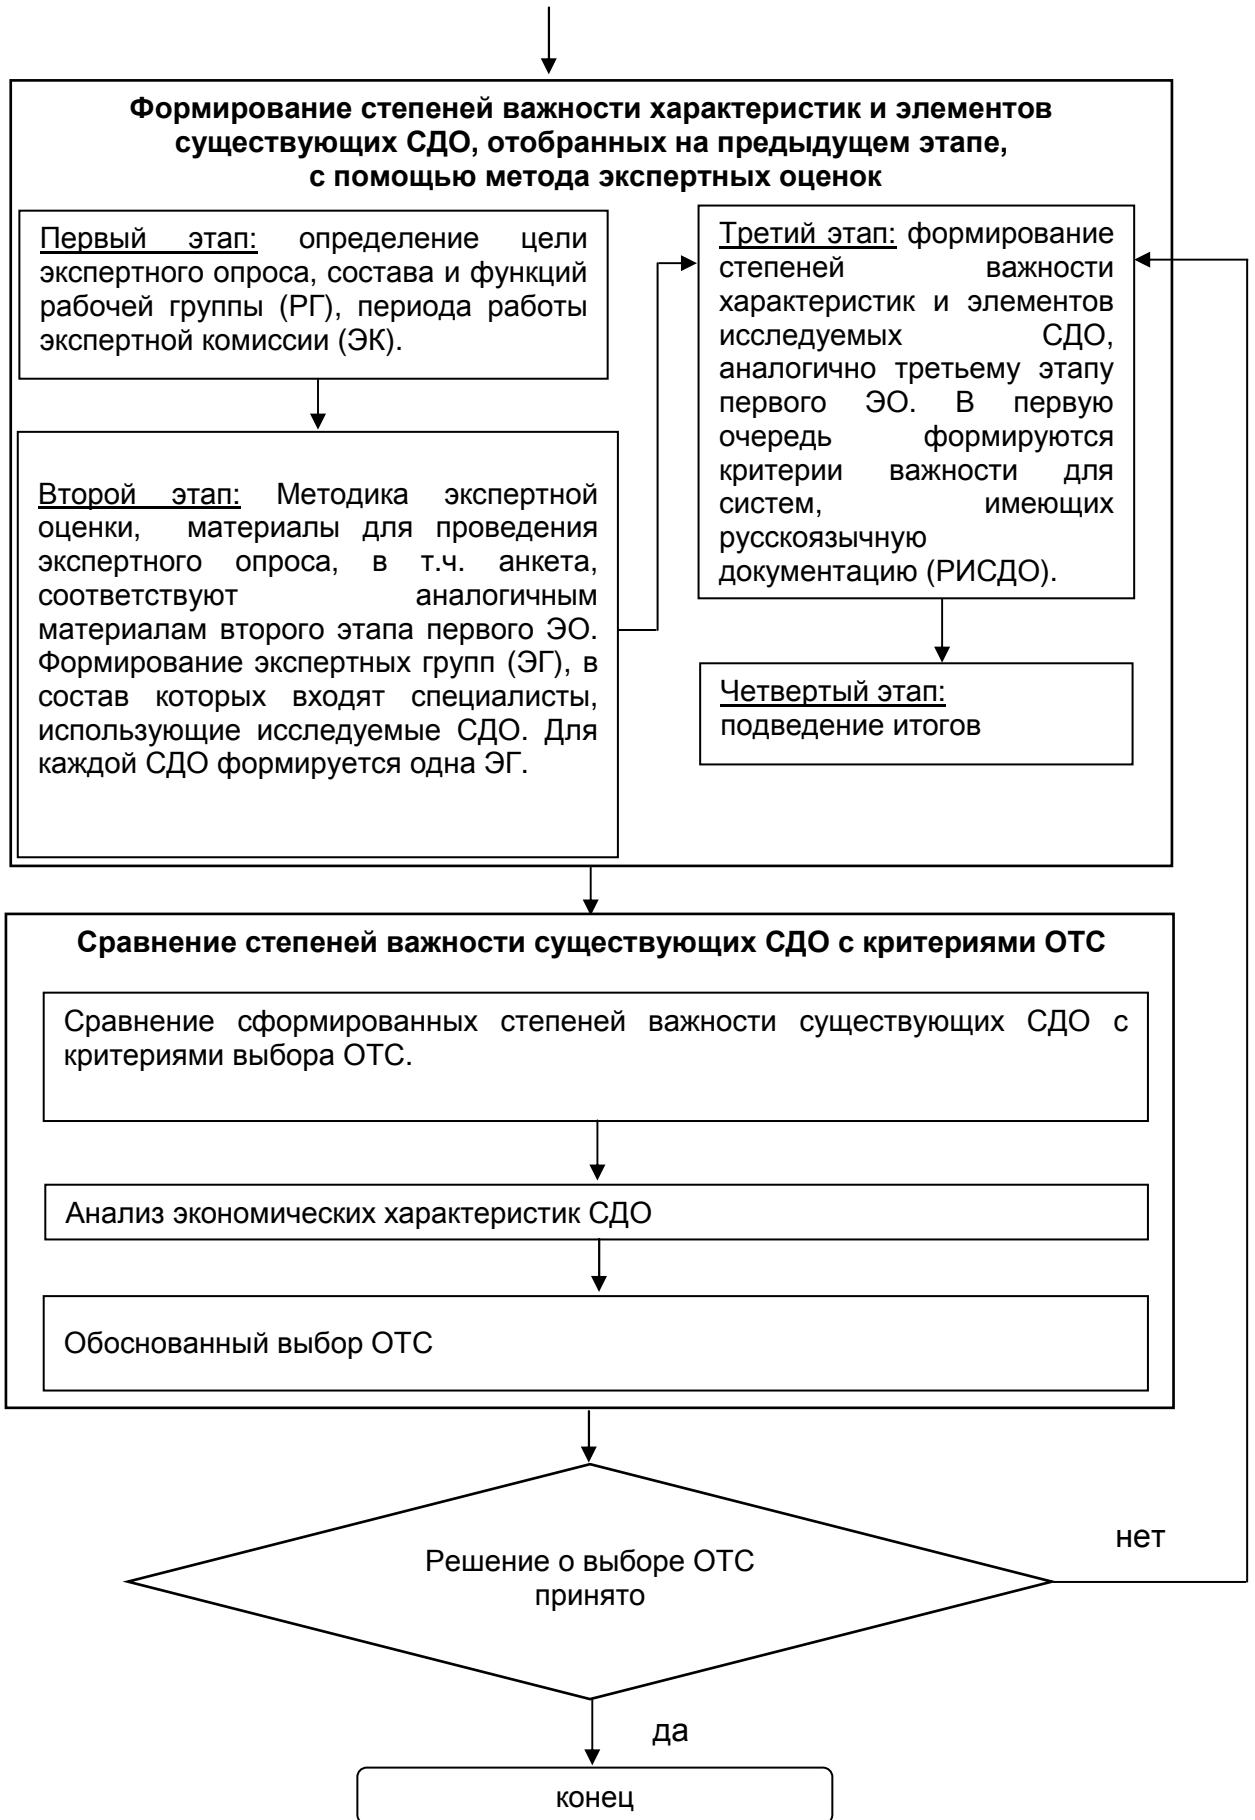 Формирование степеней важности характеристик и элементов
существующих СДО, отобранных на предыдущем этапе,
с помощью метода экспертных оценок
Первый этап: определение цели
экспертного опроса, состава и функций
рабочей группы (РГ), периода работы
экспертной комиссии (ЭК).
Второй этап: Методика экспертной
оценки, материалы для проведения
экспертного опроса, в т.ч. анкета,
соответствуют аналогичным
материалам второго этапа первого ЭО.
Формирование экспертных групп (ЭГ), в
состав которых входят специалисты,
использующие исследуемые СДО. Для
каждой СДО формируется одна ЭГ.
Третий этап: формирование
степеней важности
характеристик и элементов
исследуемых СДО,
аналогично третьему этапу
первого ЭО. В первую
очередь формируются
критерии важности для
систем, имеющих
русскоязычную
документацию (РИСДО).
Четвертый этап:
подведение итогов
Сравнение степеней важности существующих СДО с критериями ОТС
Сравнение сформированных степеней важности существующих СДО с
критериями выбора ОТС.
Анализ экономических характеристик СДО
Обоснованный выбор ОТС
Решение о выборе ОТС
принято
нет
да
конец